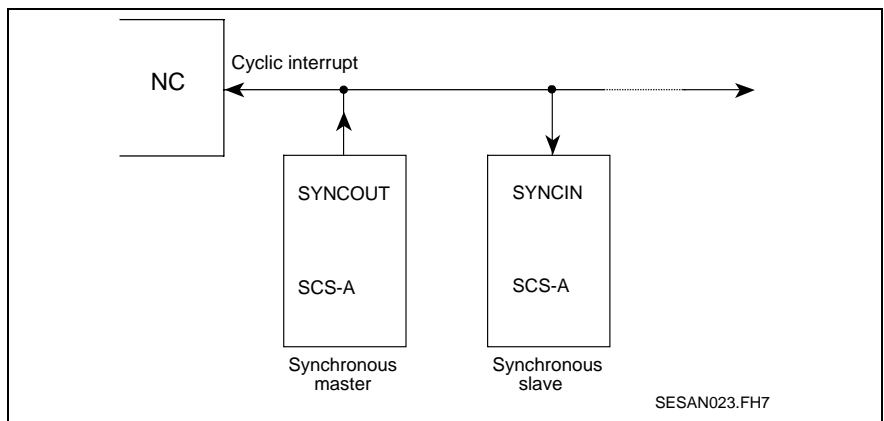 Cyclic interrupt
NC
SYNCOUT
SYNCIN
SCS-A
SCS-A
Synchronous
master
Synchronous
slave
SESAN023.FH7